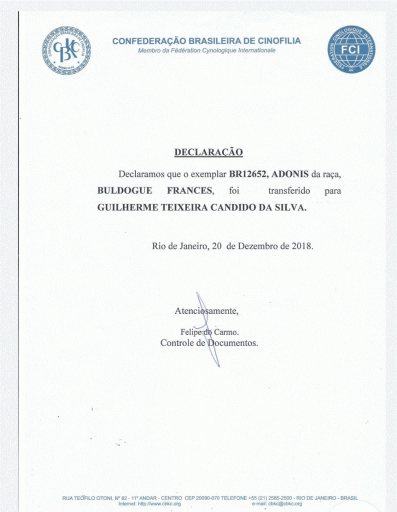 CONFEDERAÇÃO BRASILEIRA DE CINOFILIA
Membro da Fédération Cynologique Internationale
CBKC
FCI
DECLARAÇÃO
Declaramos que o exemplar BR12652, ADONIS da raça,
BULDOGUE FRANCES, foi transferido para
GUILHERME TEIXEIRA CANDIDO DA SILVA.
Rio de Janeiro, 20 de Dezembro de 2018.
Atenciosamente,
Felipe do Carmo.
Controle de Documentos.
RUA TEÓFILO OTONI, Nº 82 - 11º ANDAR - CENTRO CEP 20090-070 TELEFONE +55 (21) 2585-2500 - RIO DE JANEIRO - BRASIL
Internet: http://www.cbkc.org e-mail: cbkc@cbkc.org